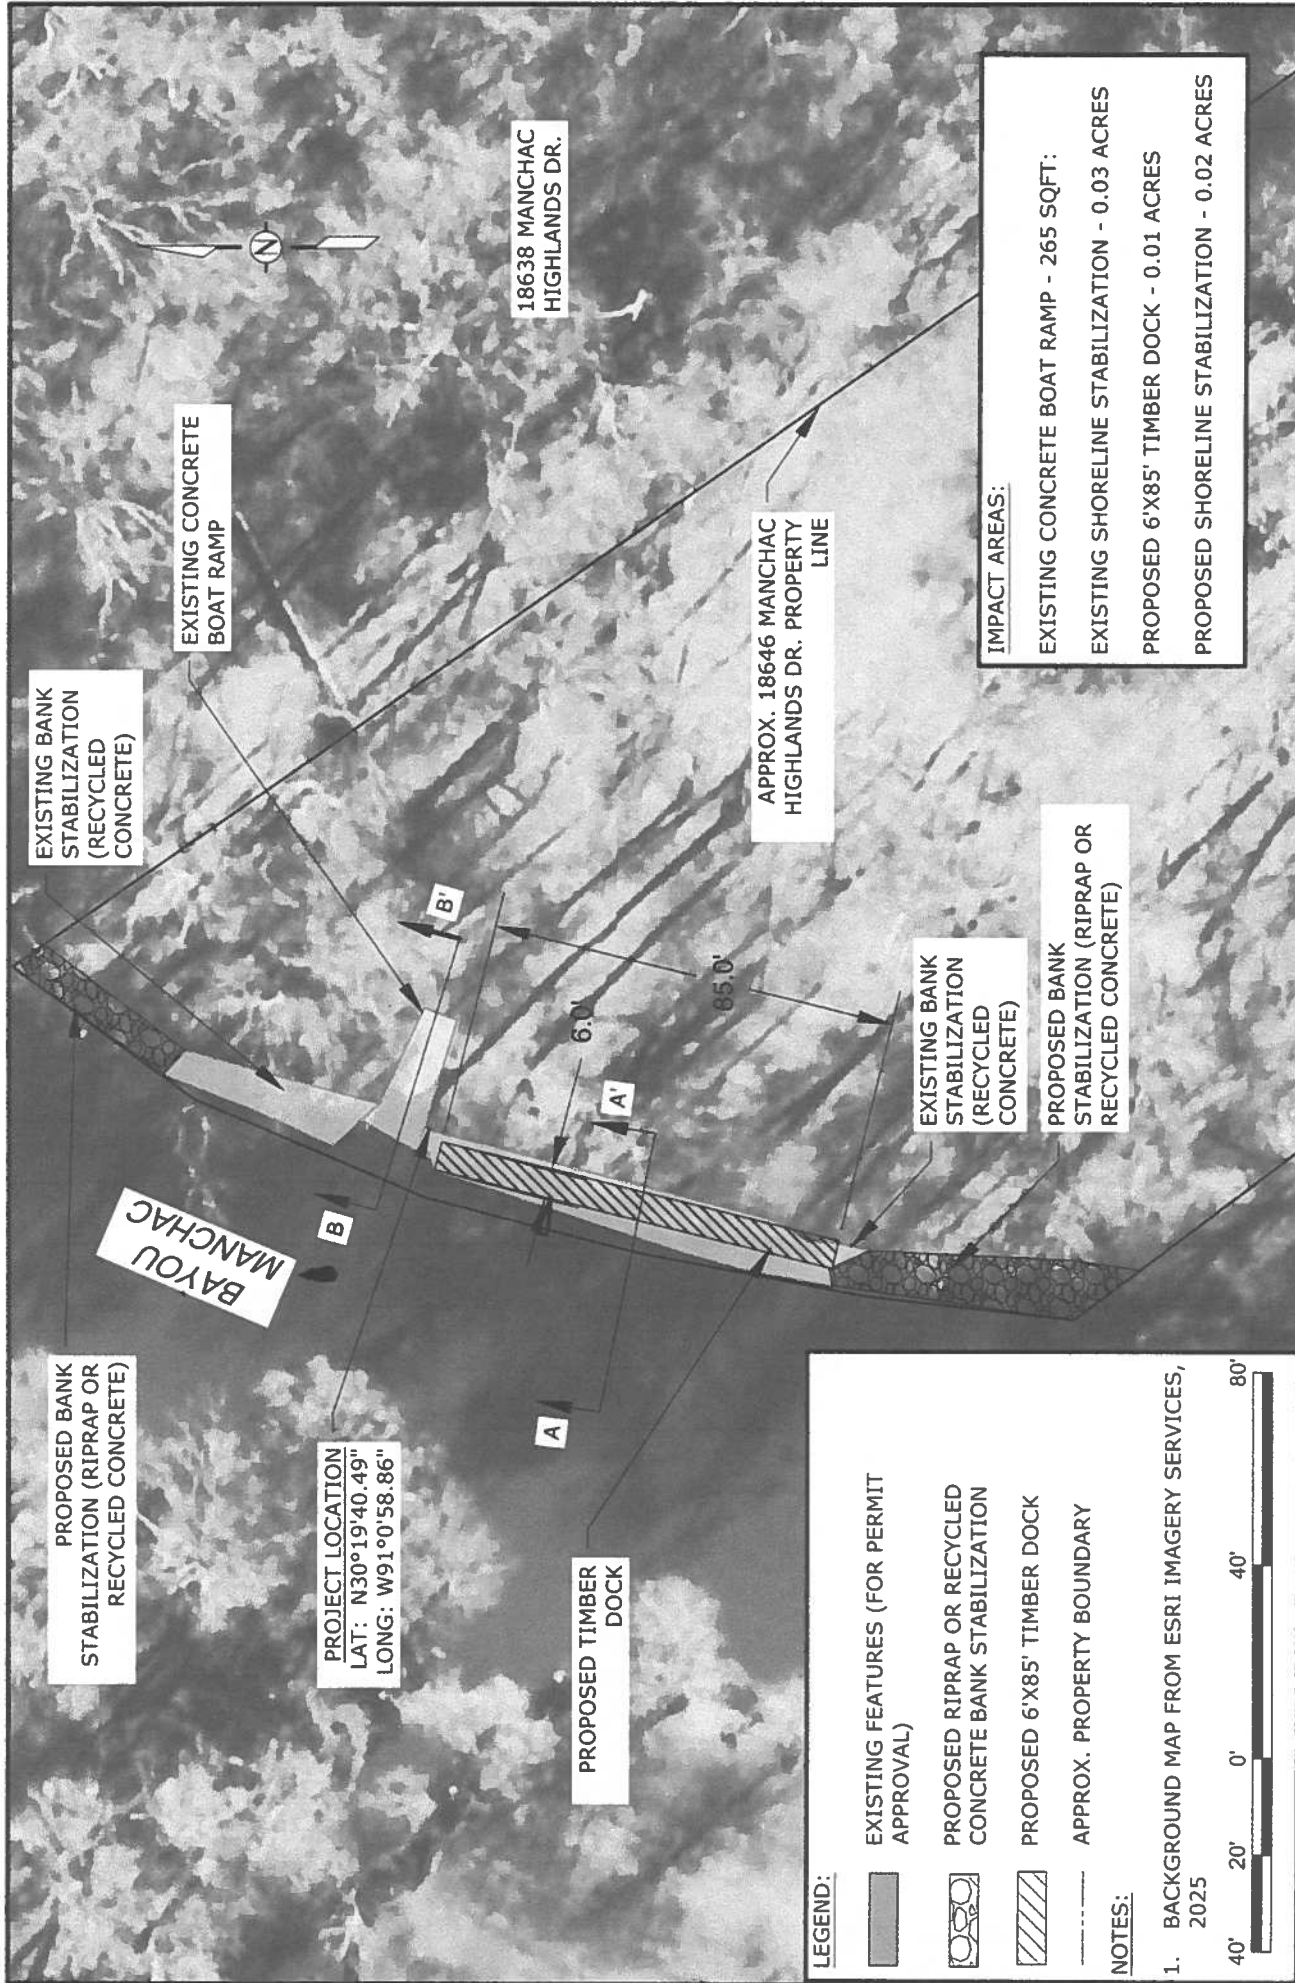 PROPOSED BANK
STABILIZATION (RIPRAP OR
RECYCLED CONCRETE)
PROJECT LOCATION
LAT: N30°19'40.49"
LONG: W91°0'58.86"
PROPOSED TIMBER
DOCK
BAYOU
MANCHAC
EXISTING BANK
STABILIZATION
(RECYCLED
CONCRETE)
EXISTING CONCRETE
BOAT RAMP
N
18638 MANCHAC
HIGHLANDS DR.
B
B'
A
A'
6.0'
85.0'
APPROX. 18646 MANCHAC
HIGHLANDS DR. PROPERTY
LINE
EXISTING BANK
STABILIZATION
(RECYCLED
CONCRETE)
PROPOSED BANK
STABILIZATION (RIPRAP OR
RECYCLED CONCRETE)
LEGEND:
EXISTING FEATURES (FOR PERMIT
APPROVAL)
PROPOSED RIPRAP OR RECYCLED
CONCRETE BANK STABILIZATION
PROPOSED 6'X85' TIMBER DOCK
APPROX. PROPERTY BOUNDARY
NOTES:
1. BACKGROUND MAP FROM ESRI IMAGERY SERVICES,
2025
40' 20' 0' 40' 80'
IMPACT AREAS:
EXISTING CONCRETE BOAT RAMP - 265 SQFT:
EXISTING SHORELINE STABILIZATION - 0.03 ACRES
PROPOSED 6'X85' TIMBER DOCK - 0.01 ACRES
PROPOSED SHORELINE STABILIZATION - 0.02 ACRES